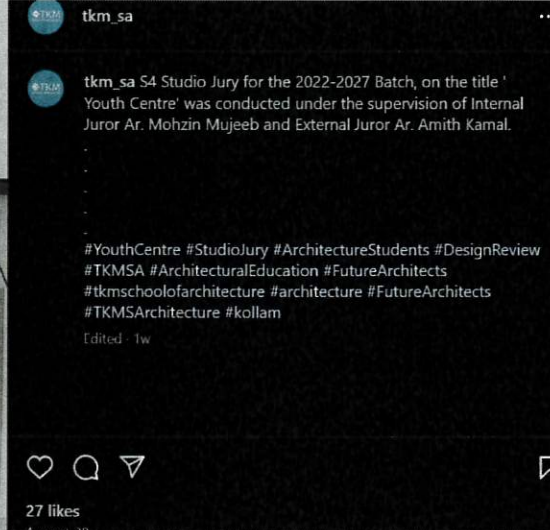 TKM
tkm_sa
TKM
tkm_sa S4 Studio Jury for the 2022-2027 Batch, on the title '
Youth Centre' was conducted under the supervision of Internal
Juror Ar. Mohzin Mujeeb and External Juror Ar. Amith Kamal.
.
.
.
.
.
#YouthCentre #StudioJury #ArchitectureStudents #DesignReview
#TKMSA #ArchitecturalEducation #FutureArchitects
#tkmschoolofarchitecture #architecture #FutureArchitects
#TKMSArchitecture #kollam
Edited · 1w
27 likes